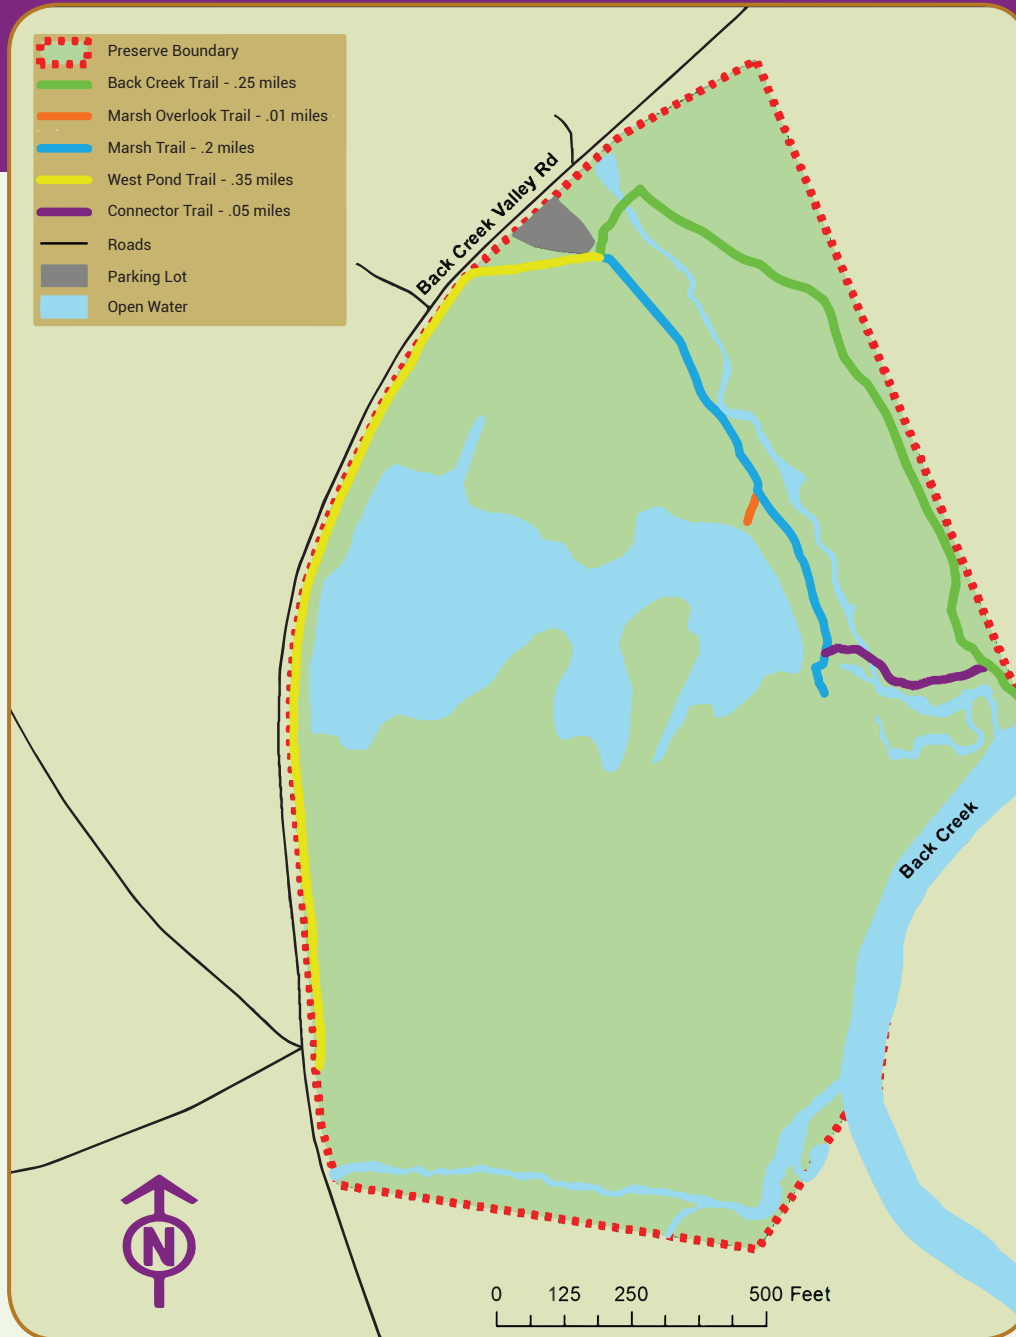 Preserve Boundary
Back Creek Trail - .25 miles
Marsh Overlook Trail - .01 miles
Marsh Trail - .2 miles
West Pond Trail - .35 miles
Connector Trail - .05 miles
Roads
Parking Lot
Open Water
Back Creek Valley Rd
Back Creek
N
0 125 250 500 Feet